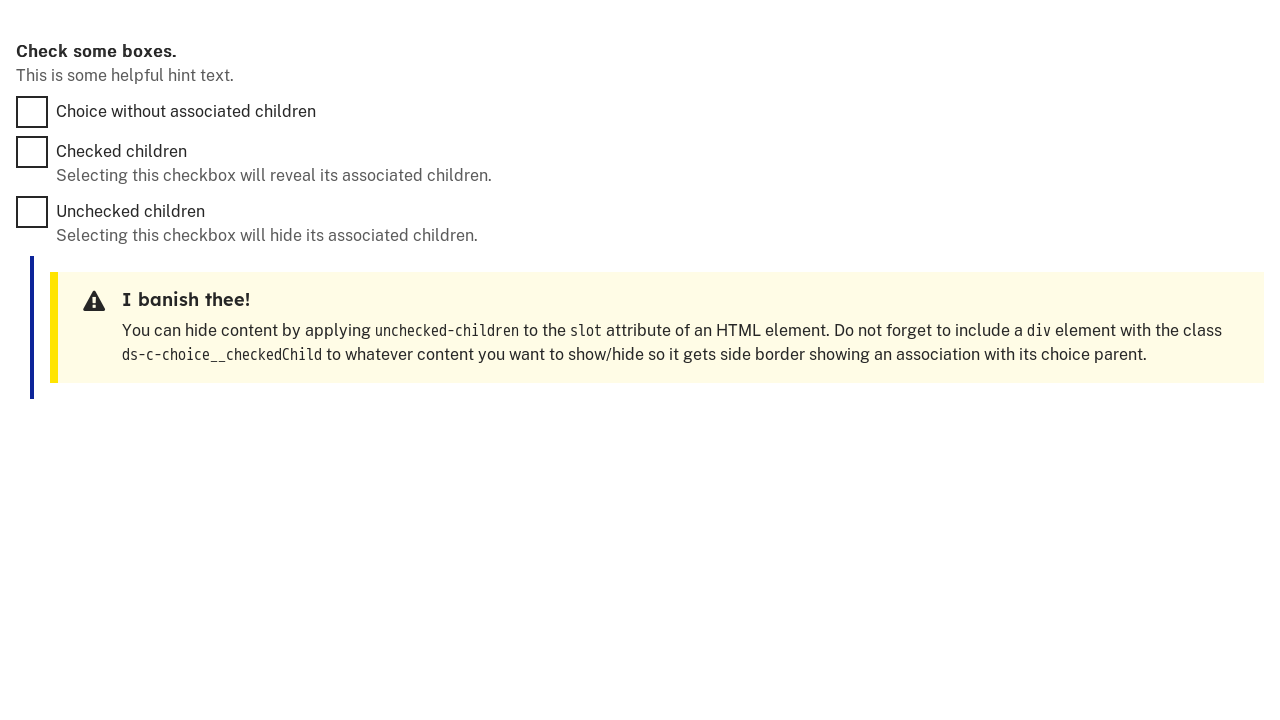 Check some boxes.
This is some helpful hint text.
Choice without associated children
Checked children
Selecting this checkbox will reveal its associated children.
Unchecked children
Selecting this checkbox will hide its associated children.
I banish thee!
You can hide content by applying unchecked-children to the slot attribute of an HTML element. Do not forget to include a div element with the class
ds-c-choice__checkedChild to whatever content you want to show/hide so it gets side border showing an association with its choice parent.